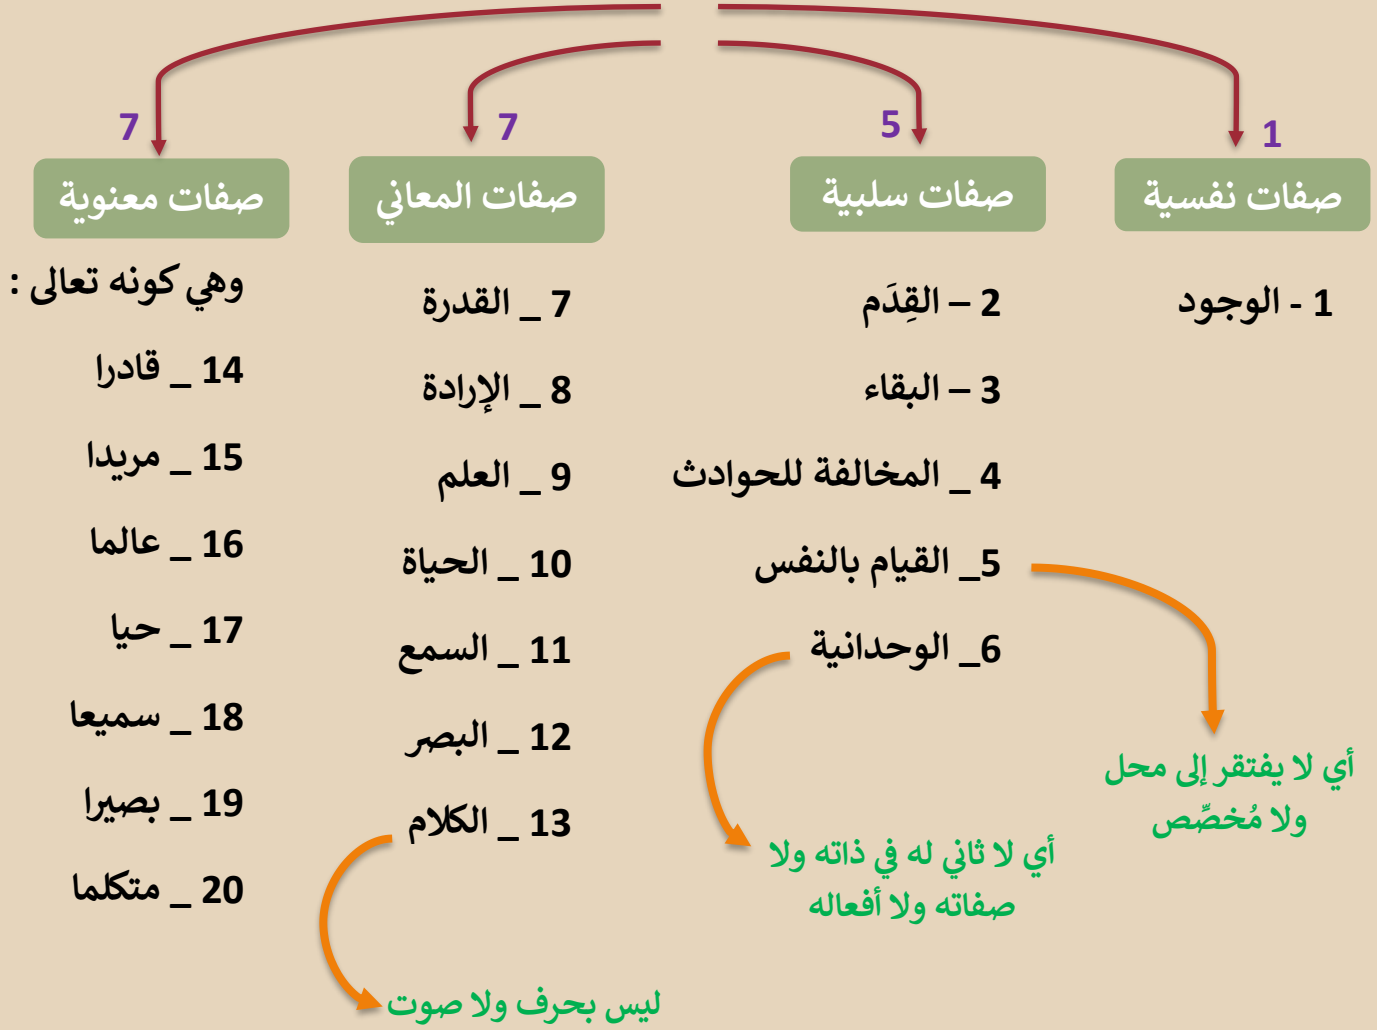 1
صفات نفسية
1 - الوجود
5
صفات سلبية
2 – القِدَم
3 – البقاء
4 _ المخالفة للحوادث
5_ القيام بالنفس
أي لا يفتقر إلى محل
ولا مُخصِّص
6_ الوحدانية
أي لا ثاني له في ذاته ولا
صفاته ولا أفعاله
7
صفات المعاني
7 _ القدرة
8 _ الإرادة
9 _ العلم
10 _ الحياة
11 _ السمع
12 _ البصر
13 _ الكلام
ليس بحرف ولا صوت
7
صفات معنوية
وهي كونه تعالى :
14 _ قادرا
15 _ مريدا
16 _ عالما
17 _ حيا
18 _ سميعا
19 _ بصيرا
20 _ متكلما